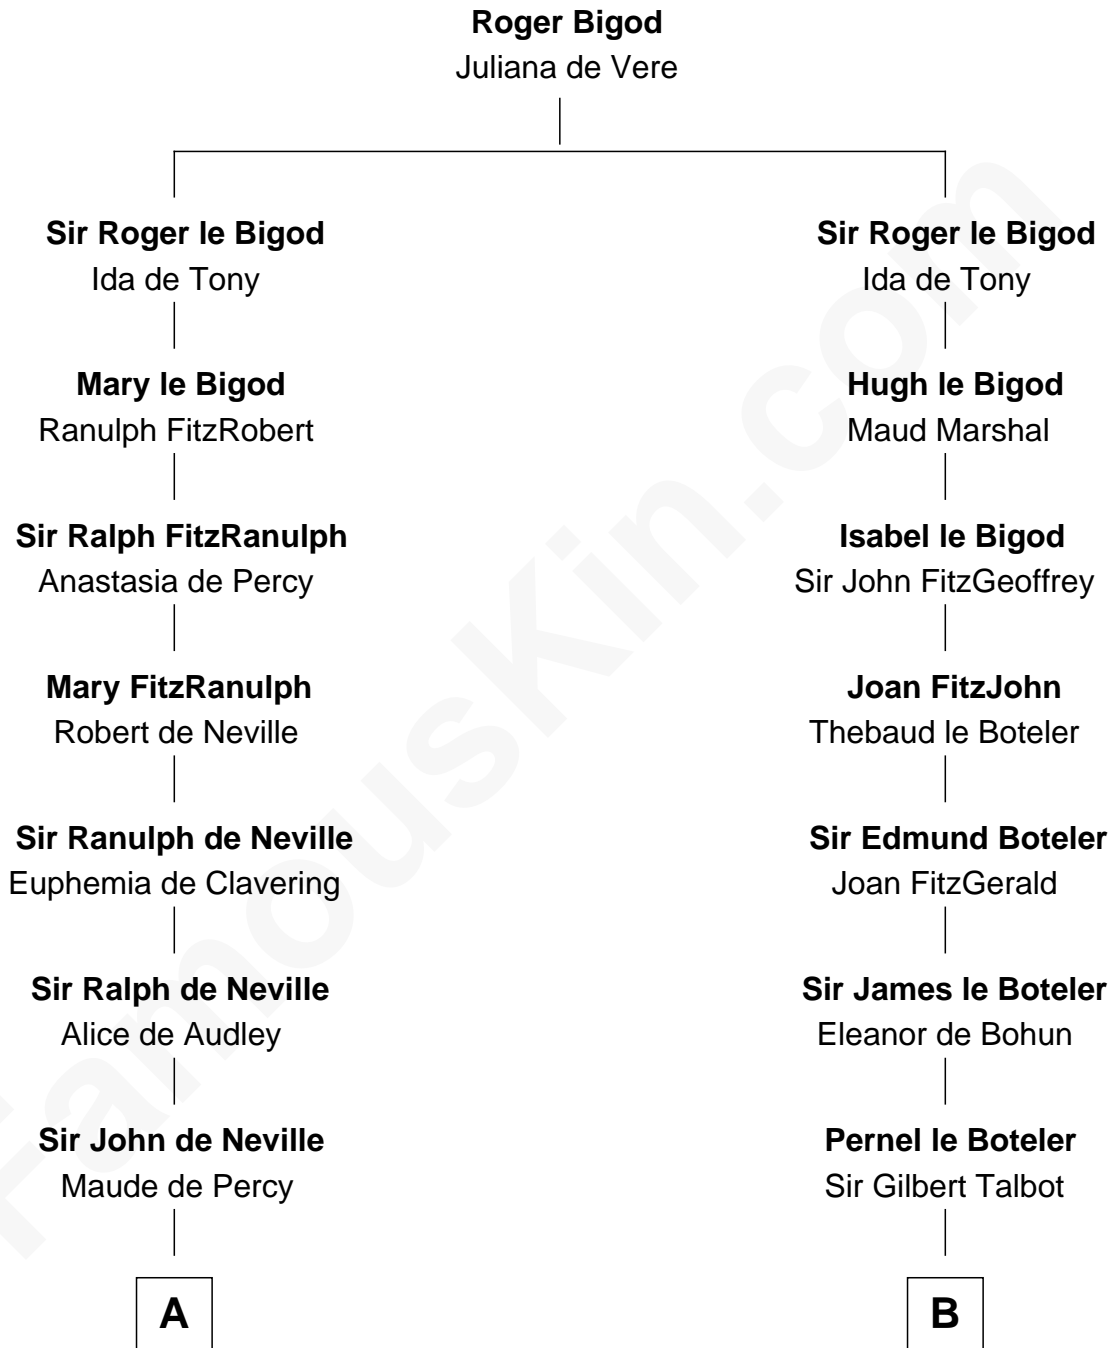 Roger Bigod
Juliana de Vere
Sir Roger le Bigod
Ida de Tony
Sir Roger le Bigod
Ida de Tony
Mary le Bigod
Ranulph FitzRobert
Hugh le Bigod
Maud Marshal
Sir Ralph FitzRanulph
Anastasia de Percy
Isabel le Bigod
Sir John FitzGeoffrey
Mary FitzRanulph
Robert de Neville
Joan FitzJohn
Thebaud le Boteler
Sir Ranulph de Neville
Euphemia de Clavering
Sir Edmund Boteler
Joan FitzGerald
Sir Ralph de Neville
Alice de Audley
Sir James le Boteler
Eleanor de Bohun
Sir John de Neville
Maude de Percy
Pernel le Boteler
Sir Gilbert Talbot
A
B
FamousKin.com